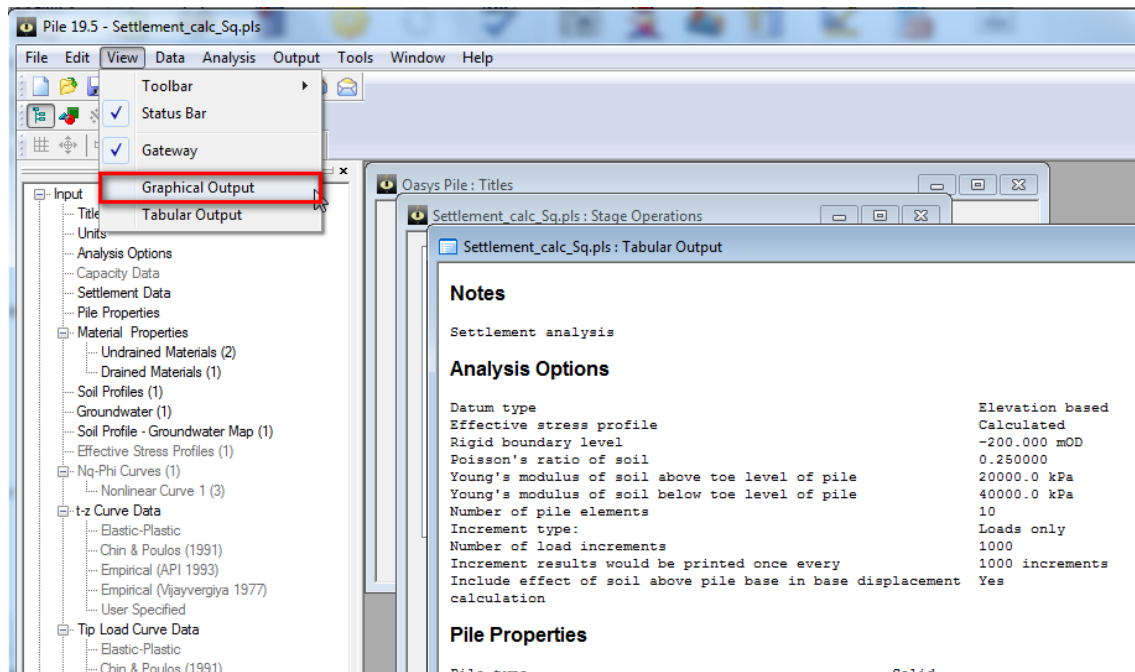 Pile 19.5 - Settlement_calc_Sq.pls
File Edit View Data Analysis Output Tools Window Help
Toolbar
Status Bar
Gateway
Graphical Output
Tabular Output
Input
Units
Analysis Options
Capacity Data
Settlement Data
Pile Properties
Material Properties
Undrained Materials (2)
Drained Materials (1)
Soil Profiles (1)
Groundwater (1)
Soil Profile - Groundwater Map (1)
Effective Stress Profiles (1)
Nq-Phi Curves (1)
Nonlinear Curve 1 (3)
t-z Curve Data
Elastic-Plastic
Chin & Poulos (1991)
Empirical (API 1993)
Empirical (Vijayvergiya 1977)
User Specified
Tip Load Curve Data
Elastic-Plastic
Chin & Poulos (1991)
Oasys Pile : Titles
Settlement_calc_Sq.pls : Stage Operations
Settlement_calc_Sq.pls : Tabular Output
Notes
Settlement analysis
Analysis Options
Datum type Elevation based
Effective stress profile Calculated
Rigid boundary level -200.000 mOD
Poisson's ratio of soil 0.250000
Young's modulus of soil above toe level of pile 20000.0 kPa
Young's modulus of soil below toe level of pile 40000.0 kPa
Number of pile elements 10
Increment type: Loads only
Number of load increments 1000
Increment results would be printed once every 1000 increments
Include effect of soil above pile base in base displacement Yes
calculation
Pile Properties
Pile type Solid